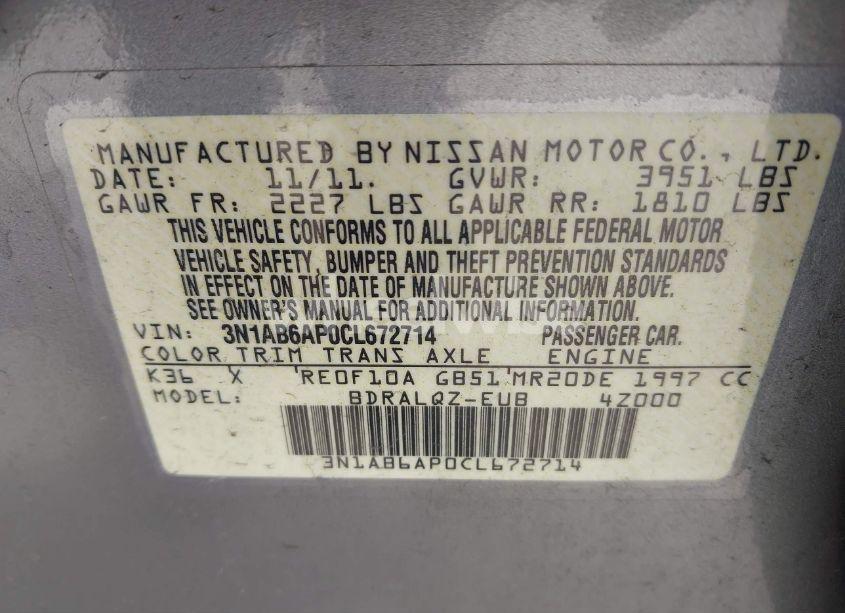 MANUFACTURED BY NISSAN MOTOR CO., LTD.
DATE: 11/11. GVWR: 3951 LBS
GAWR FR: 2227 LBS GAWR RR: 1810 LBS
THIS VEHICLE CONFORMS TO ALL APPLICABLE FEDERAL MOTOR
VEHICLE SAFETY, BUMPER AND THEFT PREVENTION STANDARDS
IN EFFECT ON THE DATE OF MANUFACTURE SHOWN ABOVE.
SEE OWNER'S MANUAL FOR ADDITIONAL INFORMATION.
VIN: 3N1AB6AP0CL672714 PASSENGER CAR.
COLOR TRIM TRANS AXLE ENGINE
K36 X RE0F10A GB51 MR20DE 1997 CC
MODEL: BDRALQZ-EUB 4Z000
3N1AB6AP0CL672714